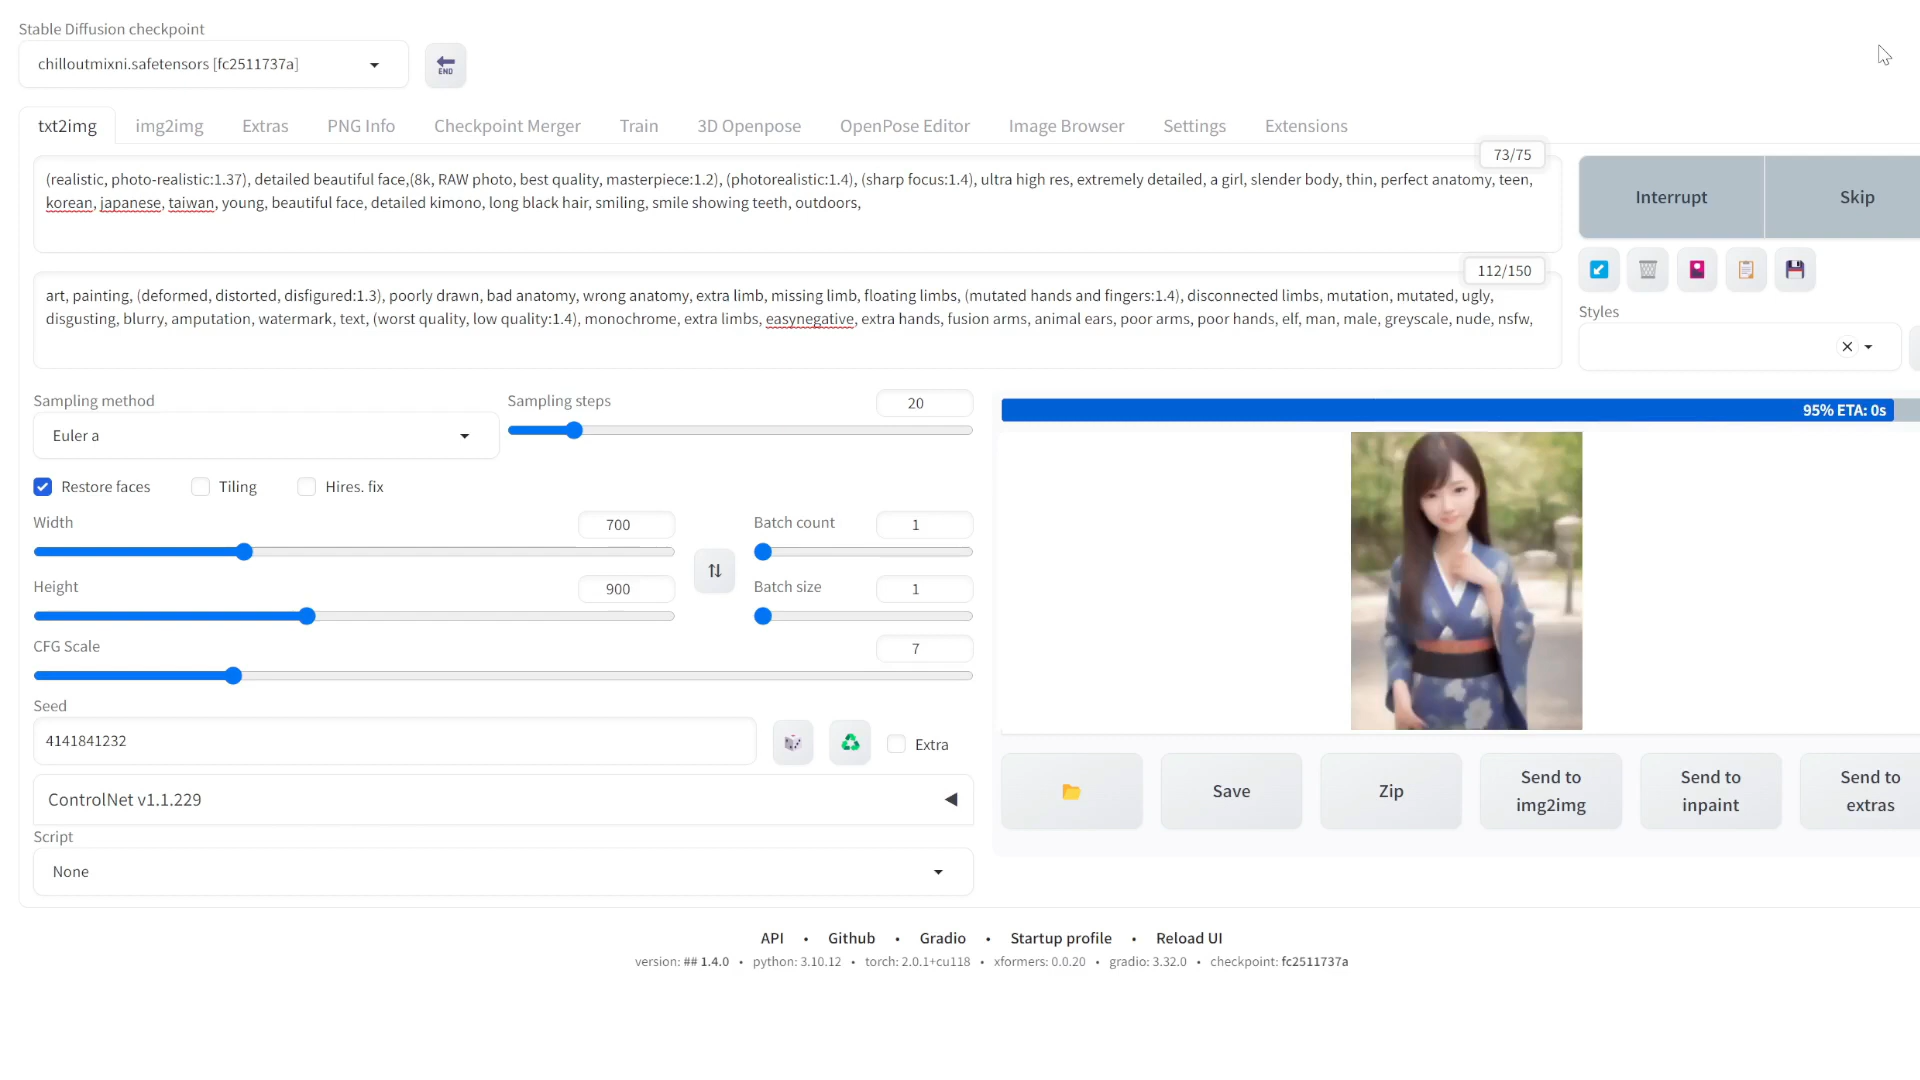 Stable Diffusion checkpoint
chilloutmixni.safetensors [fc2511737a]
END
txt2img img2img Extras PNG Info Checkpoint Merger Train 3D Openpose OpenPose Editor Image Browser Settings Extensions
73/75
(realistic, photo-realistic:1.37), detailed beautiful face,(8k, RAW photo, best quality, masterpiece:1.2), (photorealistic:1.4), (sharp focus:1.4), ultra high res, extremely detailed, a girl, slender body, thin, perfect anatomy, teen,
korean, japanese, taiwan, young, beautiful face, detailed kimono, long black hair, smiling, smile showing teeth, outdoors,
Interrupt Skip
112/150
art, painting, (deformed, distorted, disfigured:1.3), poorly drawn, bad anatomy, wrong anatomy, extra limb, missing limb, floating limbs, (mutated hands and fingers:1.4), disconnected limbs, mutation, mutated, ugly,
disgusting, blurry, amputation, watermark, text, (worst quality, low quality:1.4), monochrome, extra limbs, easynegative, extra hands, fusion arms, animal ears, poor arms, poor hands, elf, man, male, greyscale, nude, nsfw,
Styles
Sampling method
Euler a
Sampling steps
20
95% ETA: 0s
Restore faces Tiling Hires. fix
Width 700
Batch count 1
Height 900
Batch size 1
CFG Scale 7
Seed
4141841232
Extra
ControlNet v1.1.229
Script
None
Save
Zip
Send to
img2img
Send to
inpaint
Send to
extras
API • Github • Gradio • Startup profile • Reload UI
version: ## 1.4.0 • python: 3.10.12 • torch: 2.0.1+cu118 • xformers: 0.0.20 • gradio: 3.32.0 • checkpoint: fc2511737a